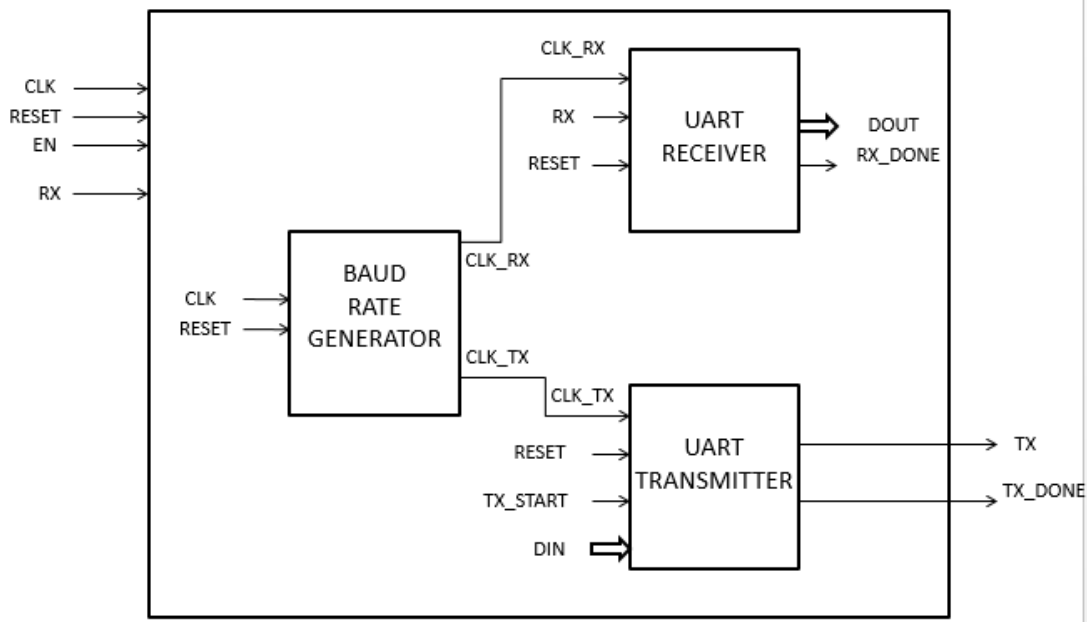 CLK
RESET
EN
RX
CLK_RX
RX
RESET
UART
RECEIVER
DOUT
RX_DONE
CLK_RX
BAUD
RATE
GENERATOR
CLK
RESET
CLK_TX
CLK_TX
RESET
TX_START
DIN
UART
TRANSMITTER
TX
TX_DONE